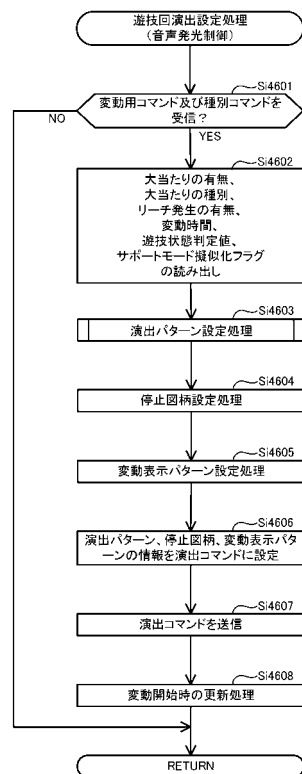 遊技回演出設定処理
(音声発光制御)
Si4601
変動用コマンド及び種別コマンドを
受信?
NO
YES
Si4602
大当たりの有無、
大当たりの種別、
リーチ発生の有無、
変動時間、
遊技状態判定値、
サポートモード擬似化フラグ
の読み出し
Si4603
演出パターン設定処理
Si4604
停止図柄設定処理
Si4605
変動表示パターン設定処理
Si4606
演出パターン、停止図柄、変動表示パタ
ーンの情報を演出コマンドに設定
Si4607
演出コマンドを送信
Si4608
変動開始時の更新処理
RETURN